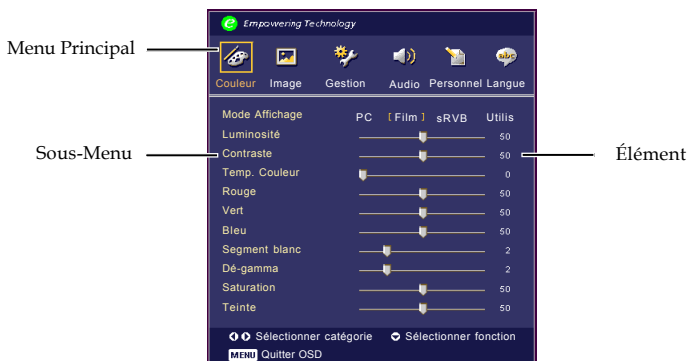 Empowering Technology
Menu Principal
Couleur Image Gestion Audio Personnel Langue
abc
Mode Affichage PC [ Film ] sRVB Utilis
Luminosité 50
Sous-Menu Contraste 50 Élément
Temp. Couleur 0
Rouge 50
Vert 50
Bleu 50
Segment blanc 2
Dé-gamma 2
Saturation 50
Teinte 50
Sélectionner catégorie Sélectionner fonction
MENU Quitter OSD